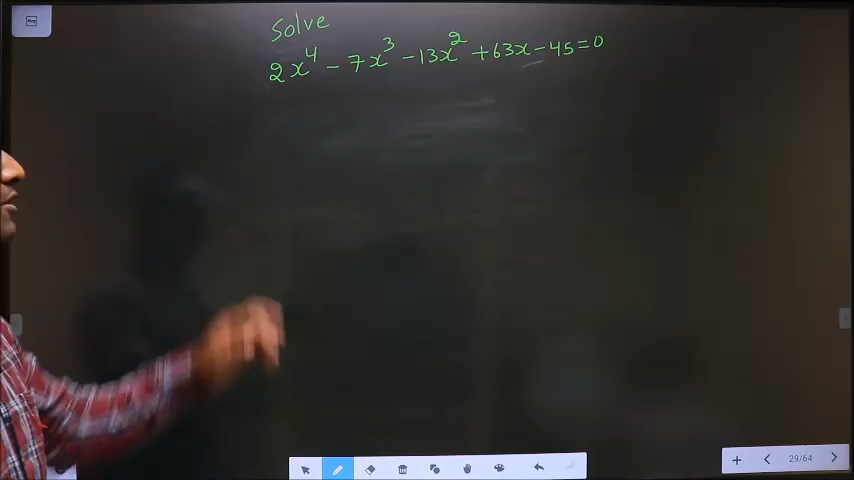 Solve
2x⁴ - 7x³ - 13x² + 63x - 45 = 0
29/64